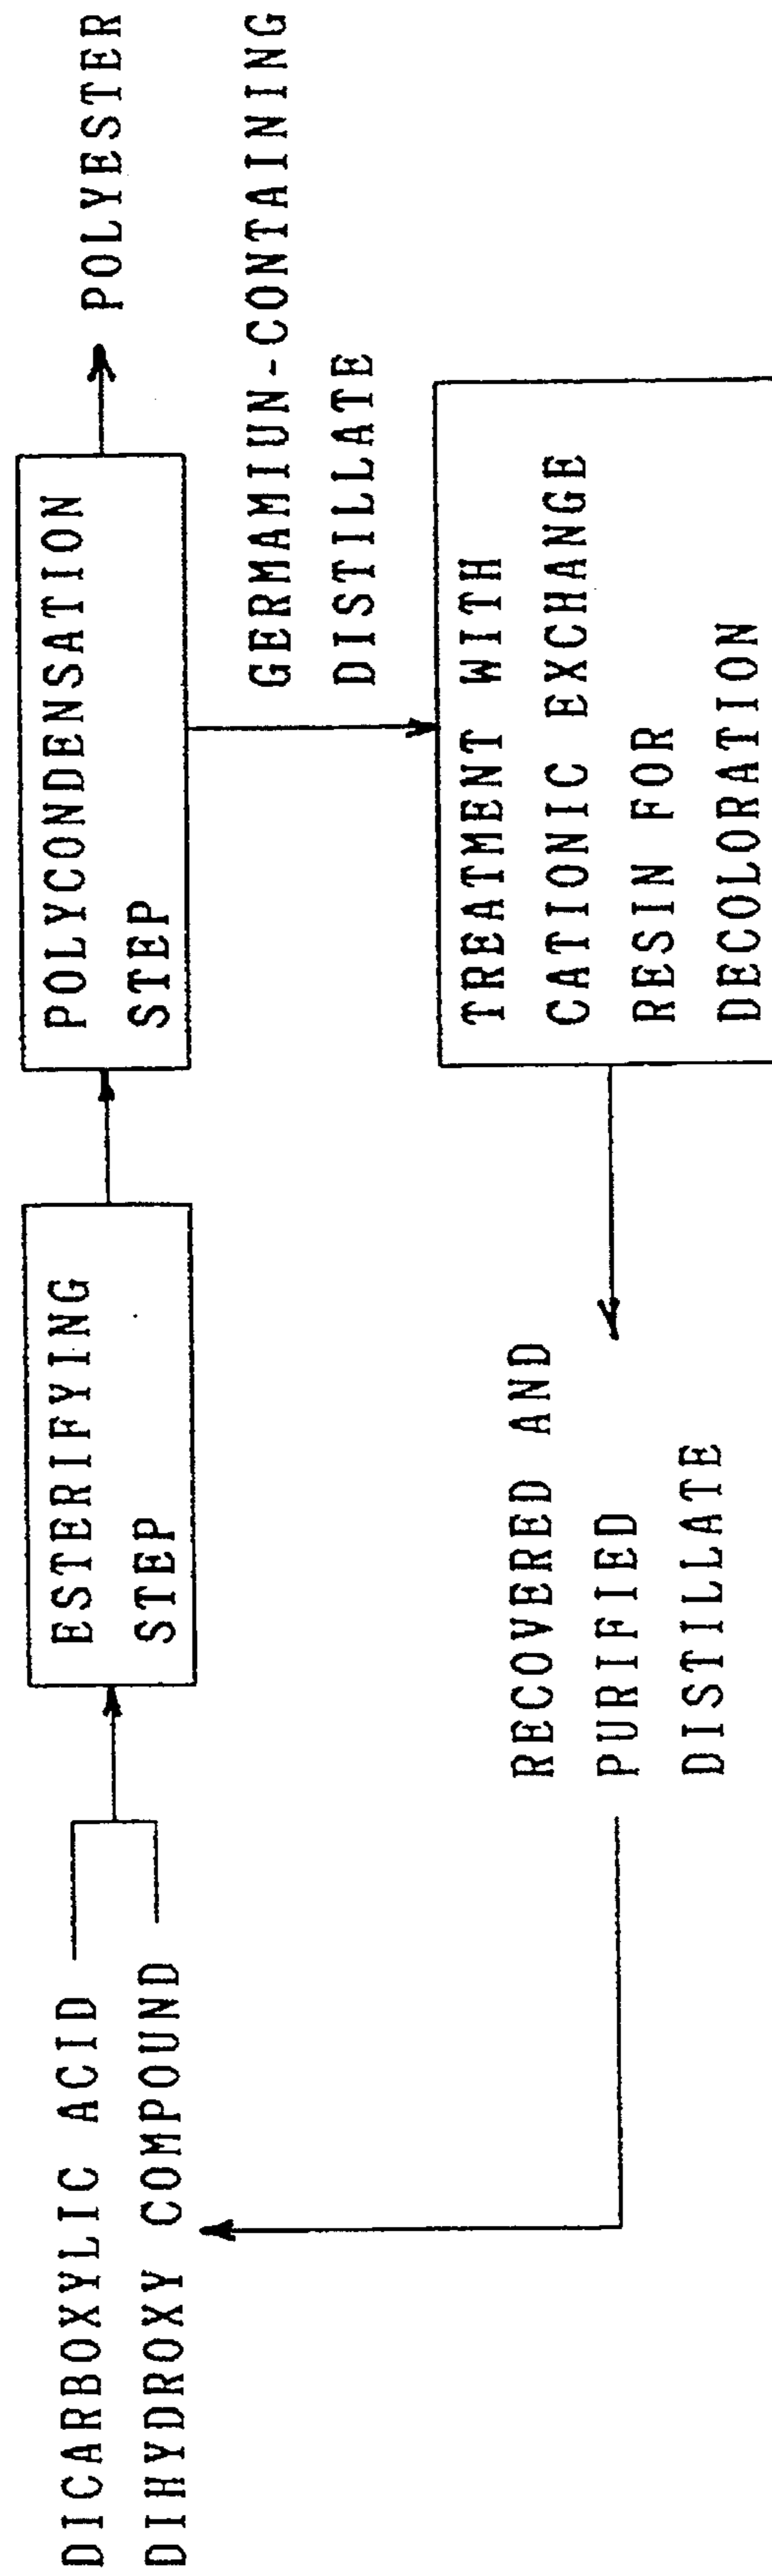 DICARBOXYLIC ACID
DIHYDROXY COMPOUND
ESTERIFYING
STEP
POLYCONDENSATION
STEP
POLYESTER
GERMAMIUN-CONTAINING
DISTILLATE
TREATMENT WITH
CATIONIC EXCHANGE
RESIN FOR
DECOLORATION
RECOVERED AND
PURIFIED
DISTILLATE